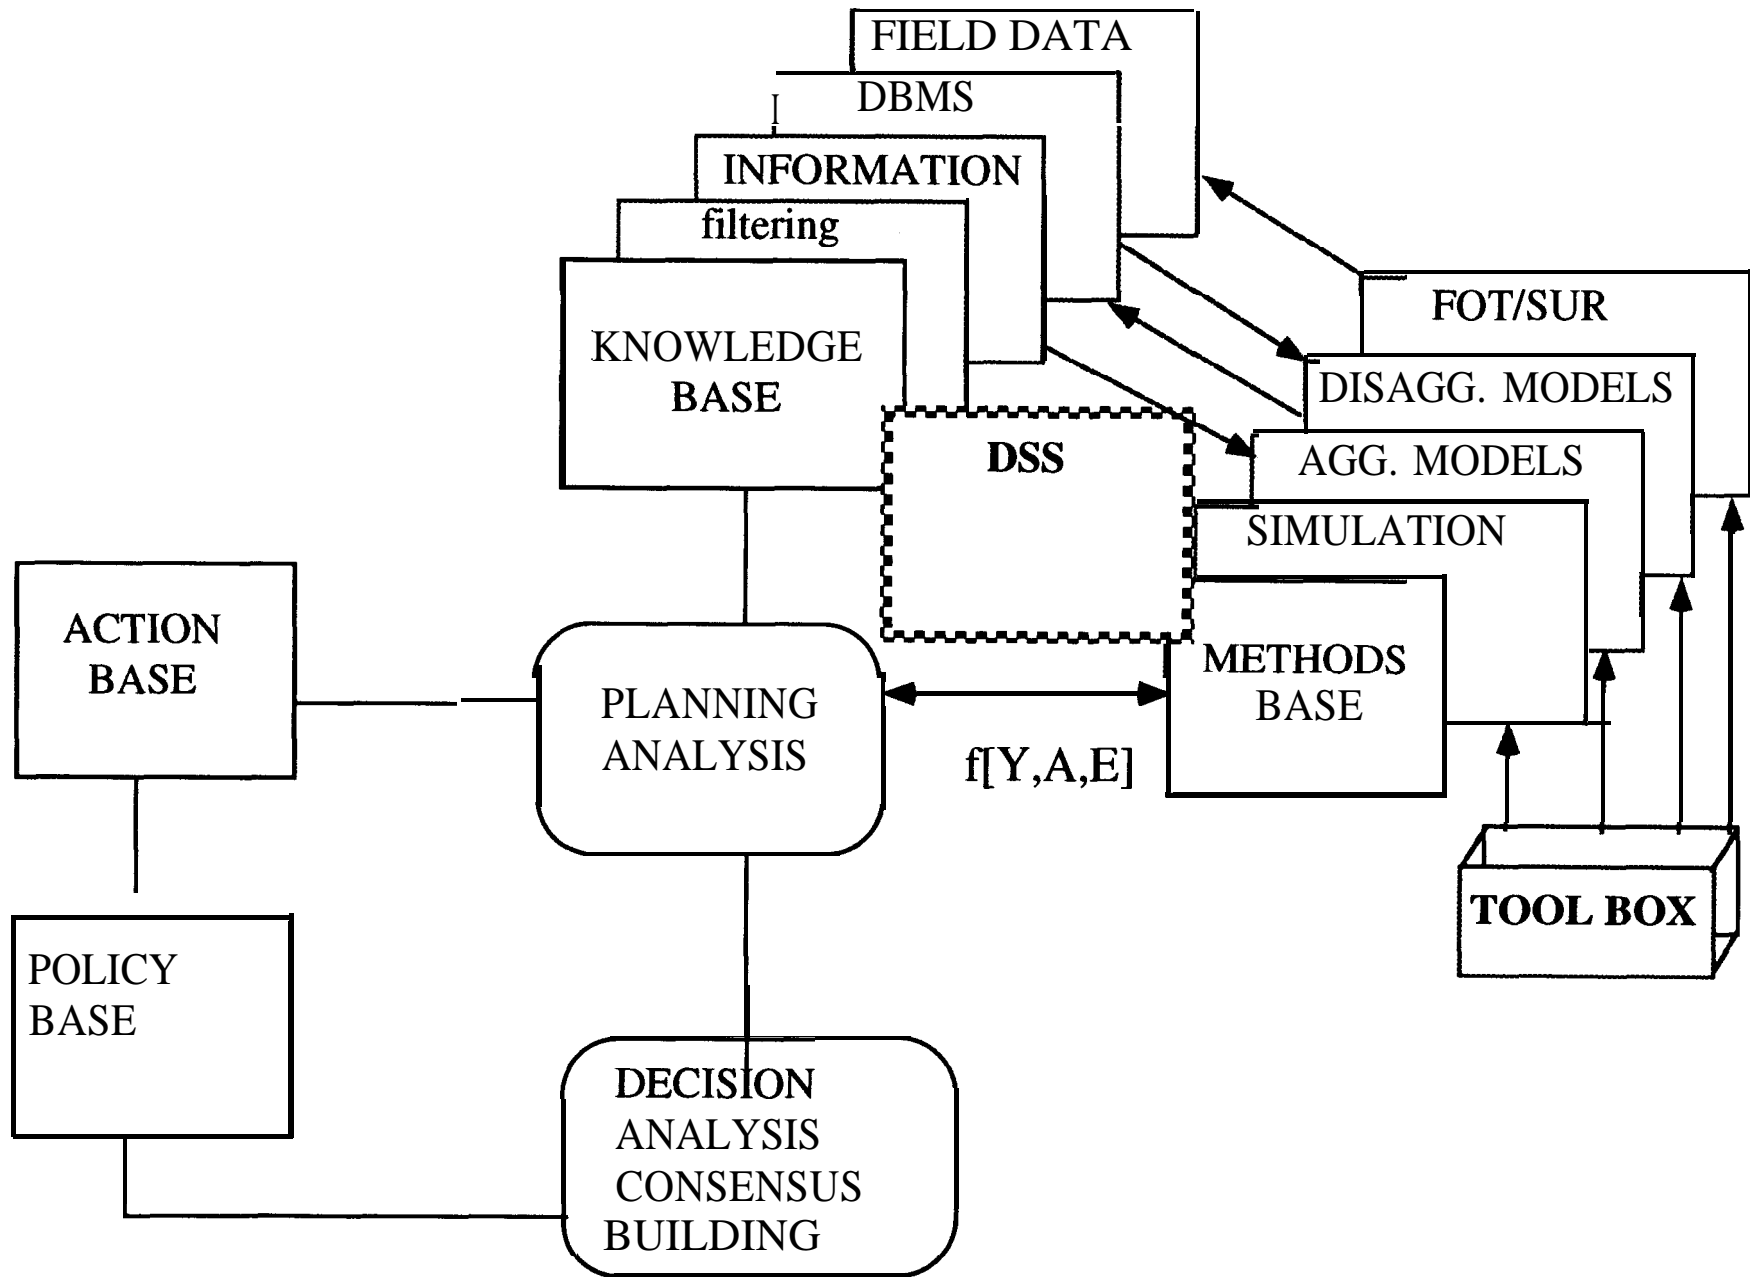 FIELD DATA
DBMS
INFORMATION
filtering
KNOWLEDGE
BASE
FOT/SUR
DISAGG. MODELS
AGG. MODELS
SIMULATION
METHODS
BASE
DSS
ACTION
BASE
PLANNING
ANALYSIS
f[Y,A,E]
TOOL BOX
POLICY
BASE
DECISION
ANALYSIS
CONSENSUS
BUILDING